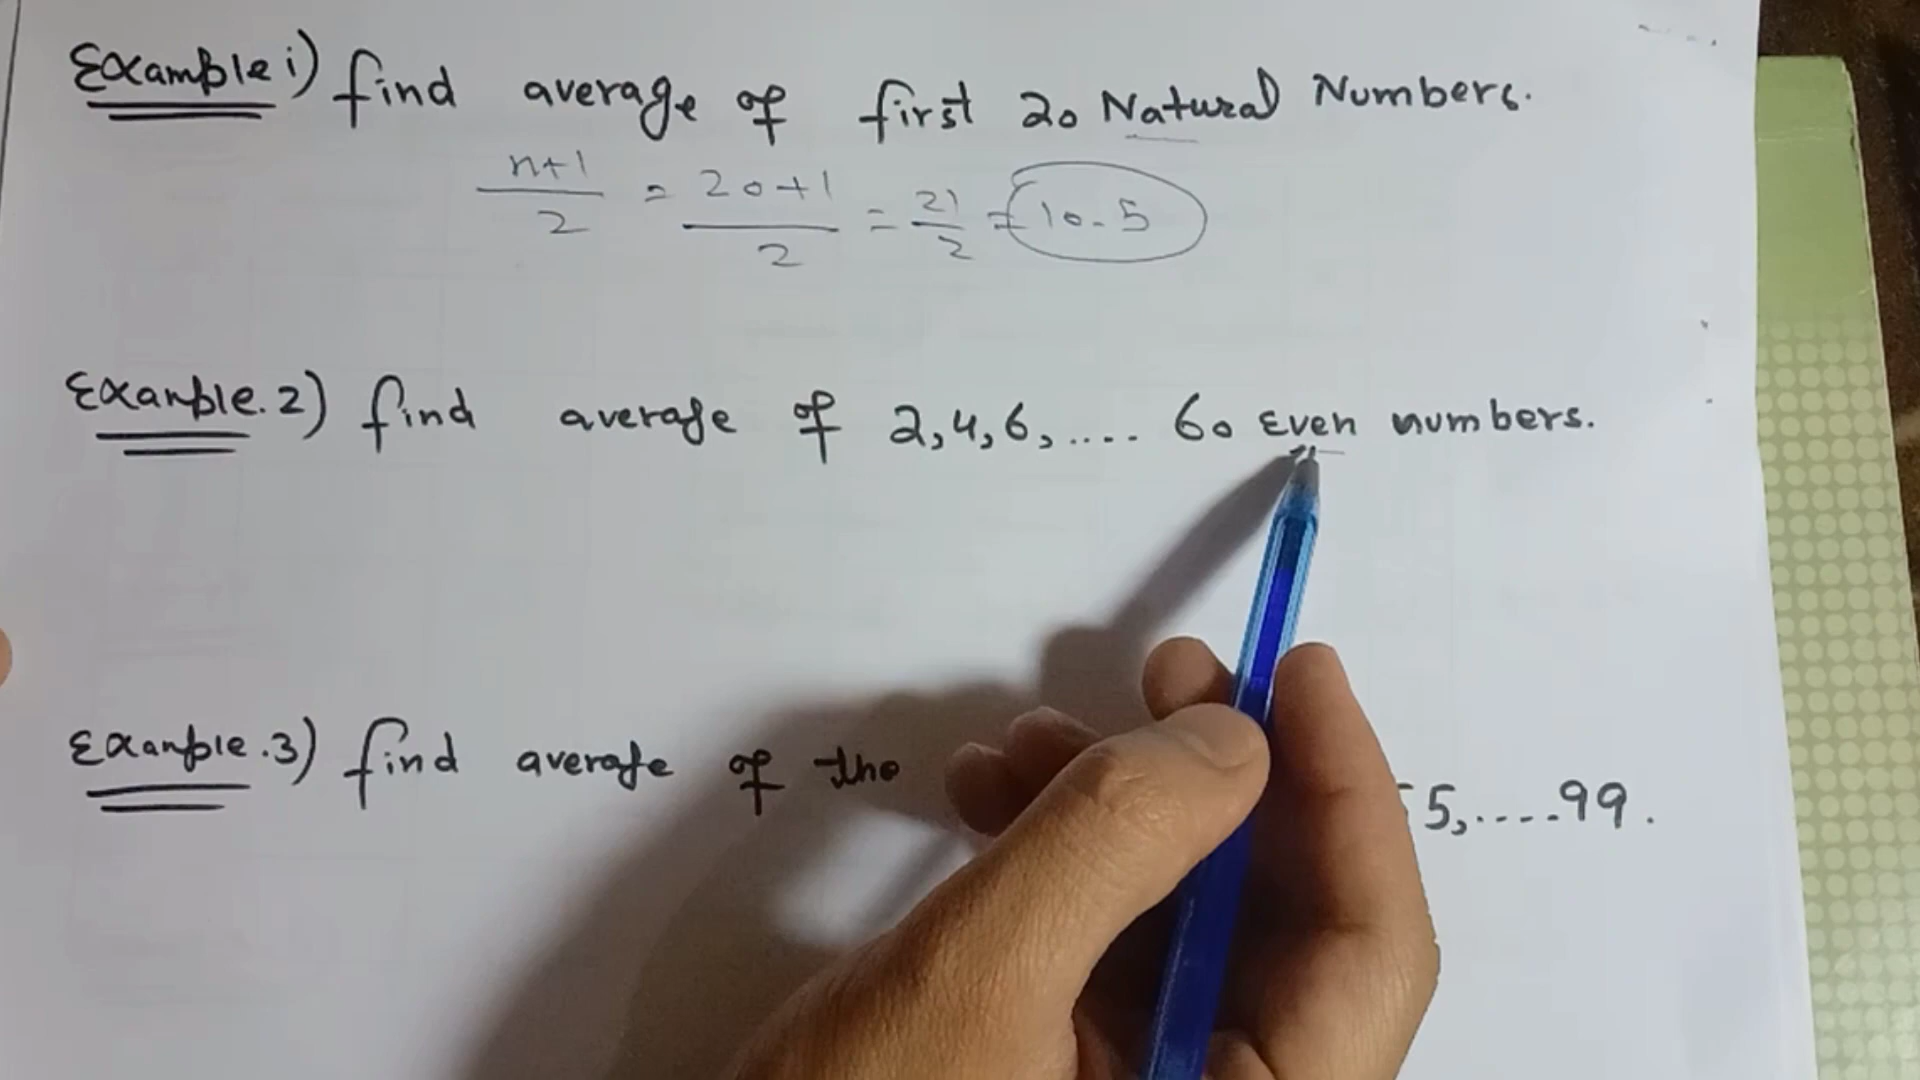 Example 1) find average of first 20 Natural Numbers.
n+1/2 = 20+1/2 = 21/2 = 10.5
Example.2) find average of 2,4,6,.... 60 Even numbers.
Example.3) find average of the 5,....99.